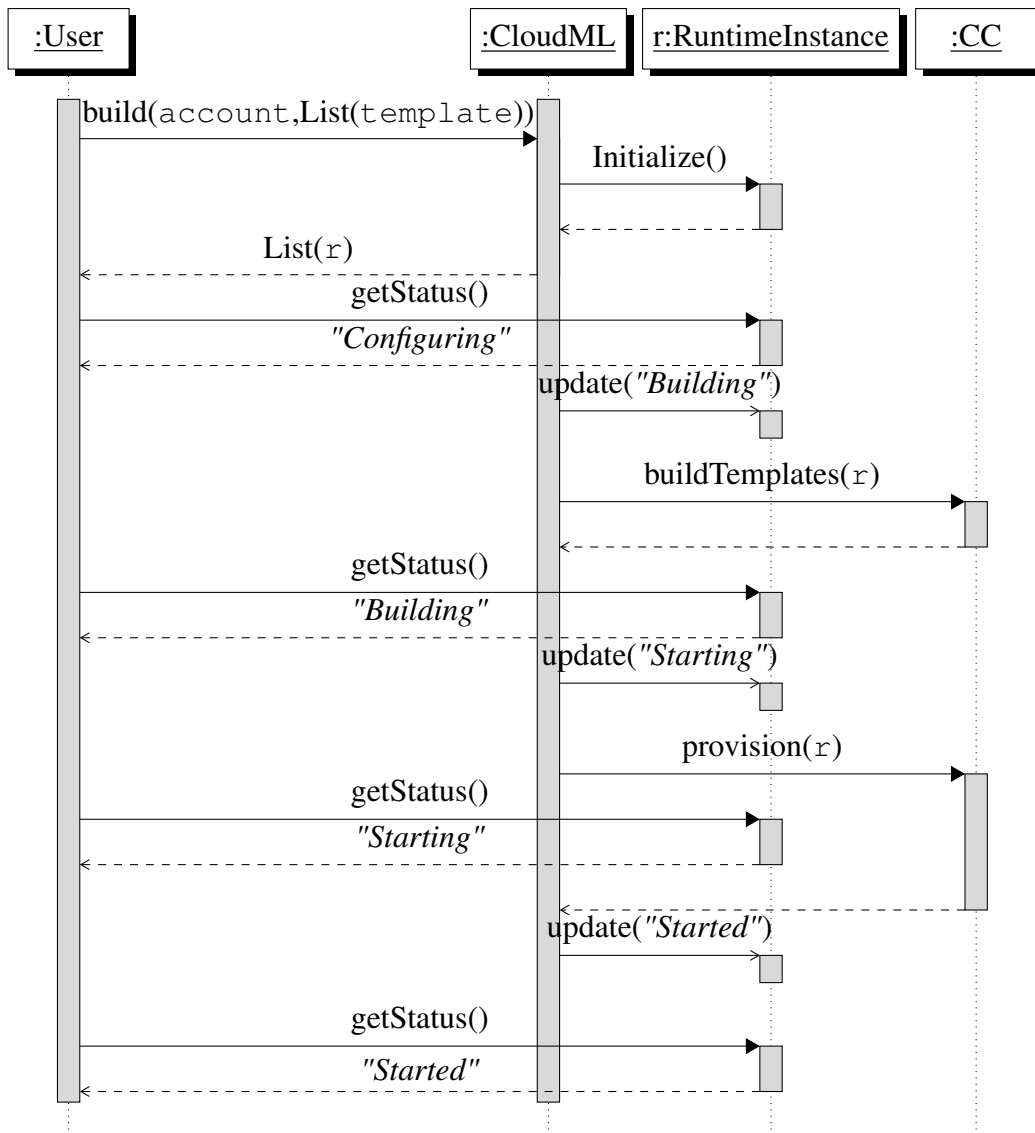 :User
:CloudML
r:RuntimeInstance
:CC
build(account,List(template))
Initialize()
List(r)
getStatus()
"Configuring"
update("Building")
buildTemplates(r)
getStatus()
"Building"
update("Starting")
provision(r)
getStatus()
"Starting"
update("Started")
getStatus()
"Started"